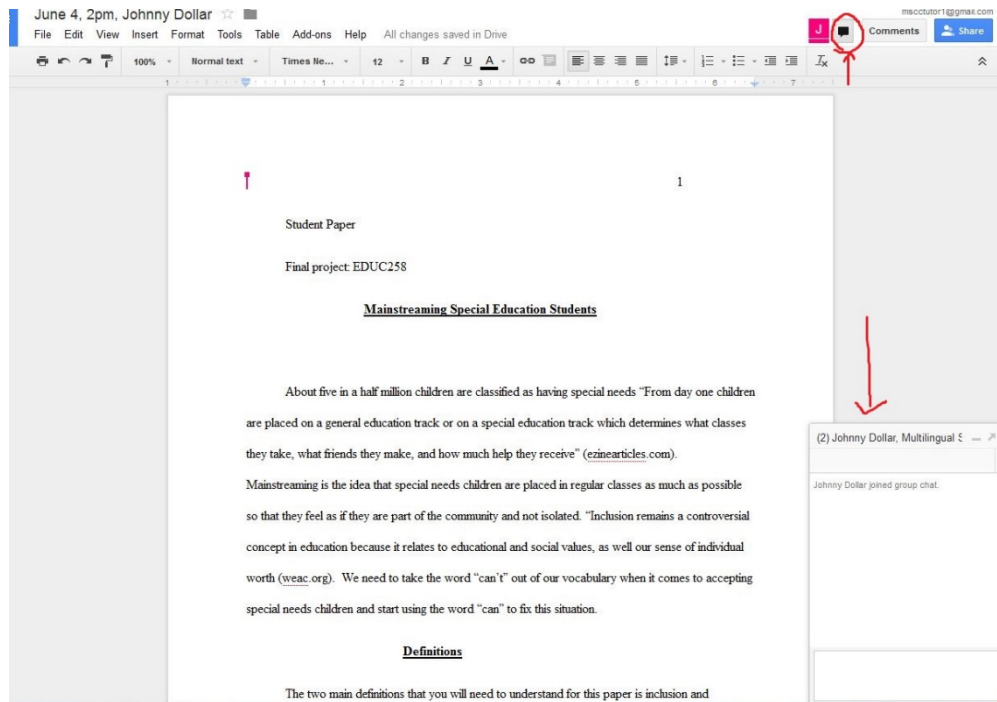 June 4, 2pm, Johnny Dollar
mscctutor1@gmail.com
File Edit View Insert Format Tools Table Add-ons Help All changes saved in Drive
J Comments Share
100% Normal text Times Ne... 12 B I U A
1 1 2 3 4 5 6 7
1
Student Paper
Final project: EDUC258
Mainstreaming Special Education Students
About five in a half million children are classified as having special needs “From day one children
are placed on a general education track or on a special education track which determines what classes
they take, what friends they make, and how much help they receive” (ezinearticles.com).
Mainstreaming is the idea that special needs children are placed in regular classes as much as possible
so that they feel as if they are part of the community and not isolated. “Inclusion remains a controversial
concept in education because it relates to educational and social values, as well our sense of individual
worth (weac.org). We need to take the word “can’t” out of our vocabulary when it comes to accepting
special needs children and start using the word “can” to fix this situation.
Definitions
The two main definitions that you will need to understand for this paper is inclusion and
(2) Johnny Dollar, Multilingual S
Johnny Dollar joined group chat.